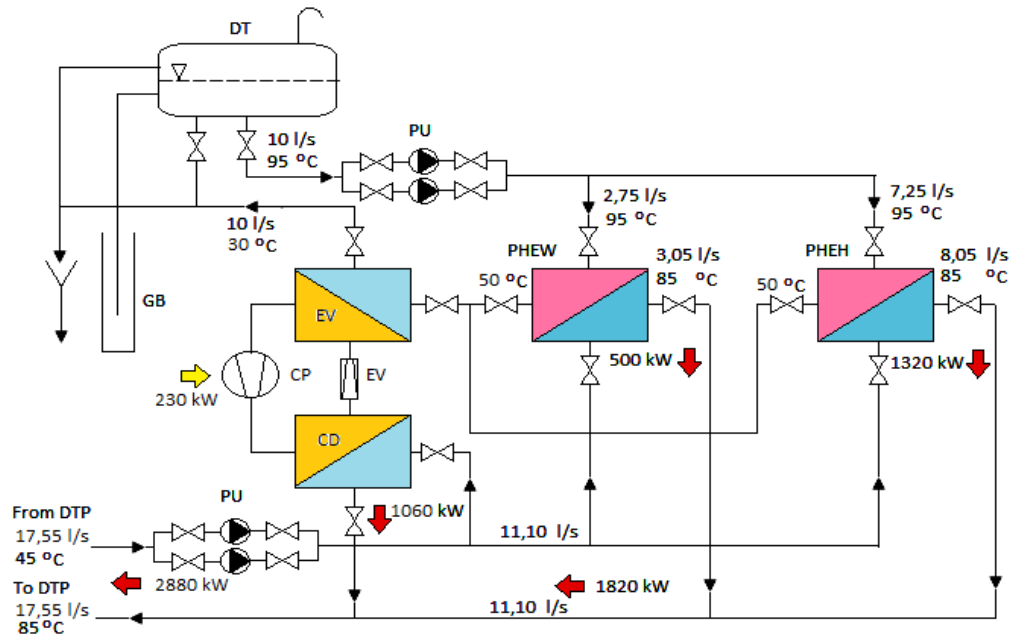 DT
PU
10 l/s
95 °C
2,75 l/s
95 °C
7,25 l/s
95 °C
10 l/s
30 °C
PHEW
3,05 l/s
85 °C
PHEH
8,05 l/s
85 °C
50 °C
50 °C
GB
EV
500 kW
1320 kW
CP
EV
230 kW
CD
PU
1060 kW
From DTP
17,55 l/s
45 °C
11,10 l/s
To DTP
2880 kW
1820 kW
17,55 l/s
85 °C
11,10 l/s